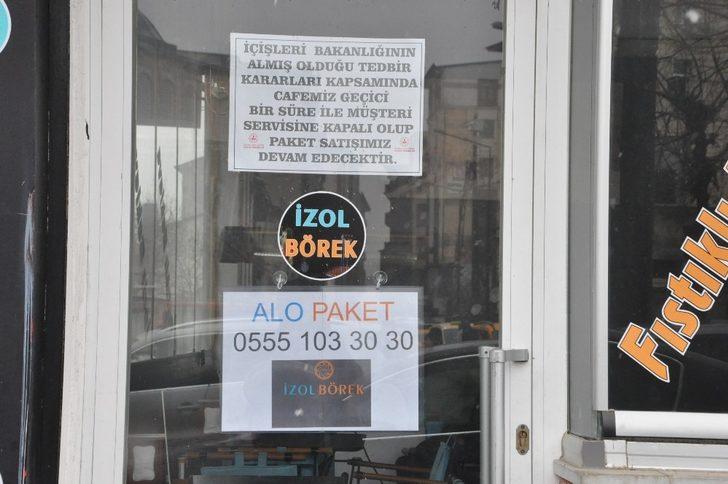 İÇİŞLERİ BAKANLIĞININ
ALMIŞ OLDUĞU TEDBİR
KARARLARI KAPSAMINDA
CAFEMİZ GEÇİCİ
BİR SÜRE İLE MÜŞTERİ
SERVİSİNE KAPALI OLUP
PAKET SATIŞIMIZ
DEVAM EDECEKTİR.
İZOL
BÖREK
ALO PAKET
0555 103 30 30
İZOL BÖREK
Fıstıklı